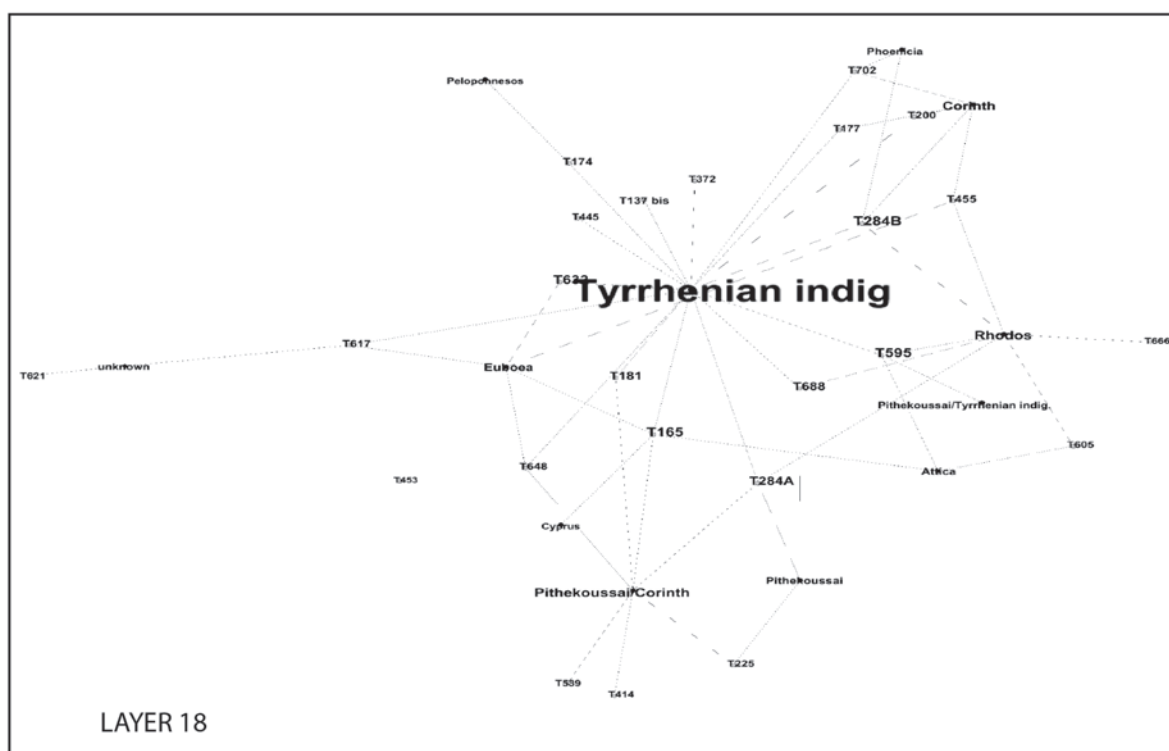 Phoenicia
T702
Peloponnesos
Corinth
T200
T477
T174
T372
T137 bis
T455
T445
T284B
T632
Tyrrhenian indig
Rhodos
T617
T666
T595
unknown
Euboea
T621
T181
T688
Pithekoussai/Tyrrhenian indig.
T165
T605
T648
Attica
T453
T284A
Cyprus
Pithekoussai
Pithekoussai/Corinth
T225
T539
T414
LAYER 18